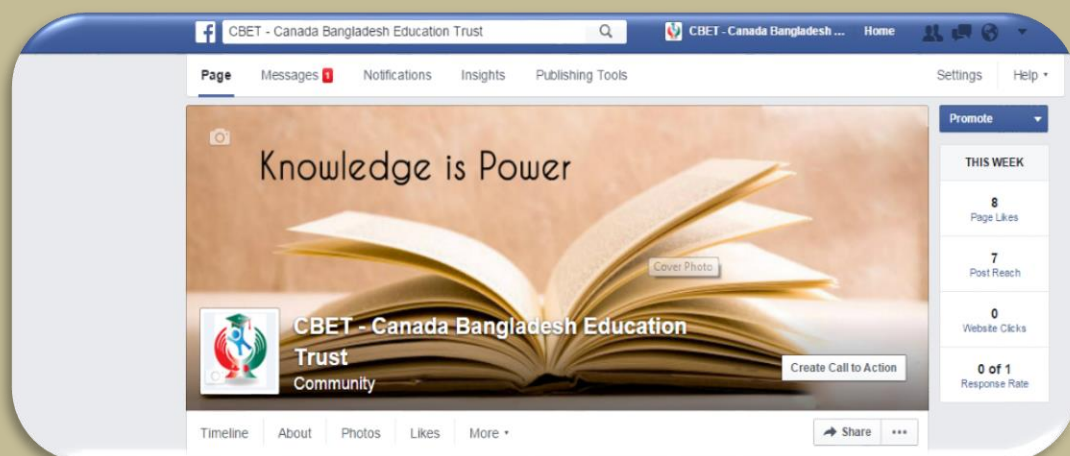 f CBET - Canada Bangladesh Education Trust CBET - Canada Bangladesh ... Home
Page Messages 1 Notifications Insights Publishing Tools Settings Help
Promote
Knowledge is Power
THIS WEEK
8
Page Likes
7
Post Reach
Cover Photo
0
Website Clicks
0 of 1
Response Rate
CBET - Canada Bangladesh Education
Trust
Community
Create Call to Action
Timeline About Photos Likes More Share ...